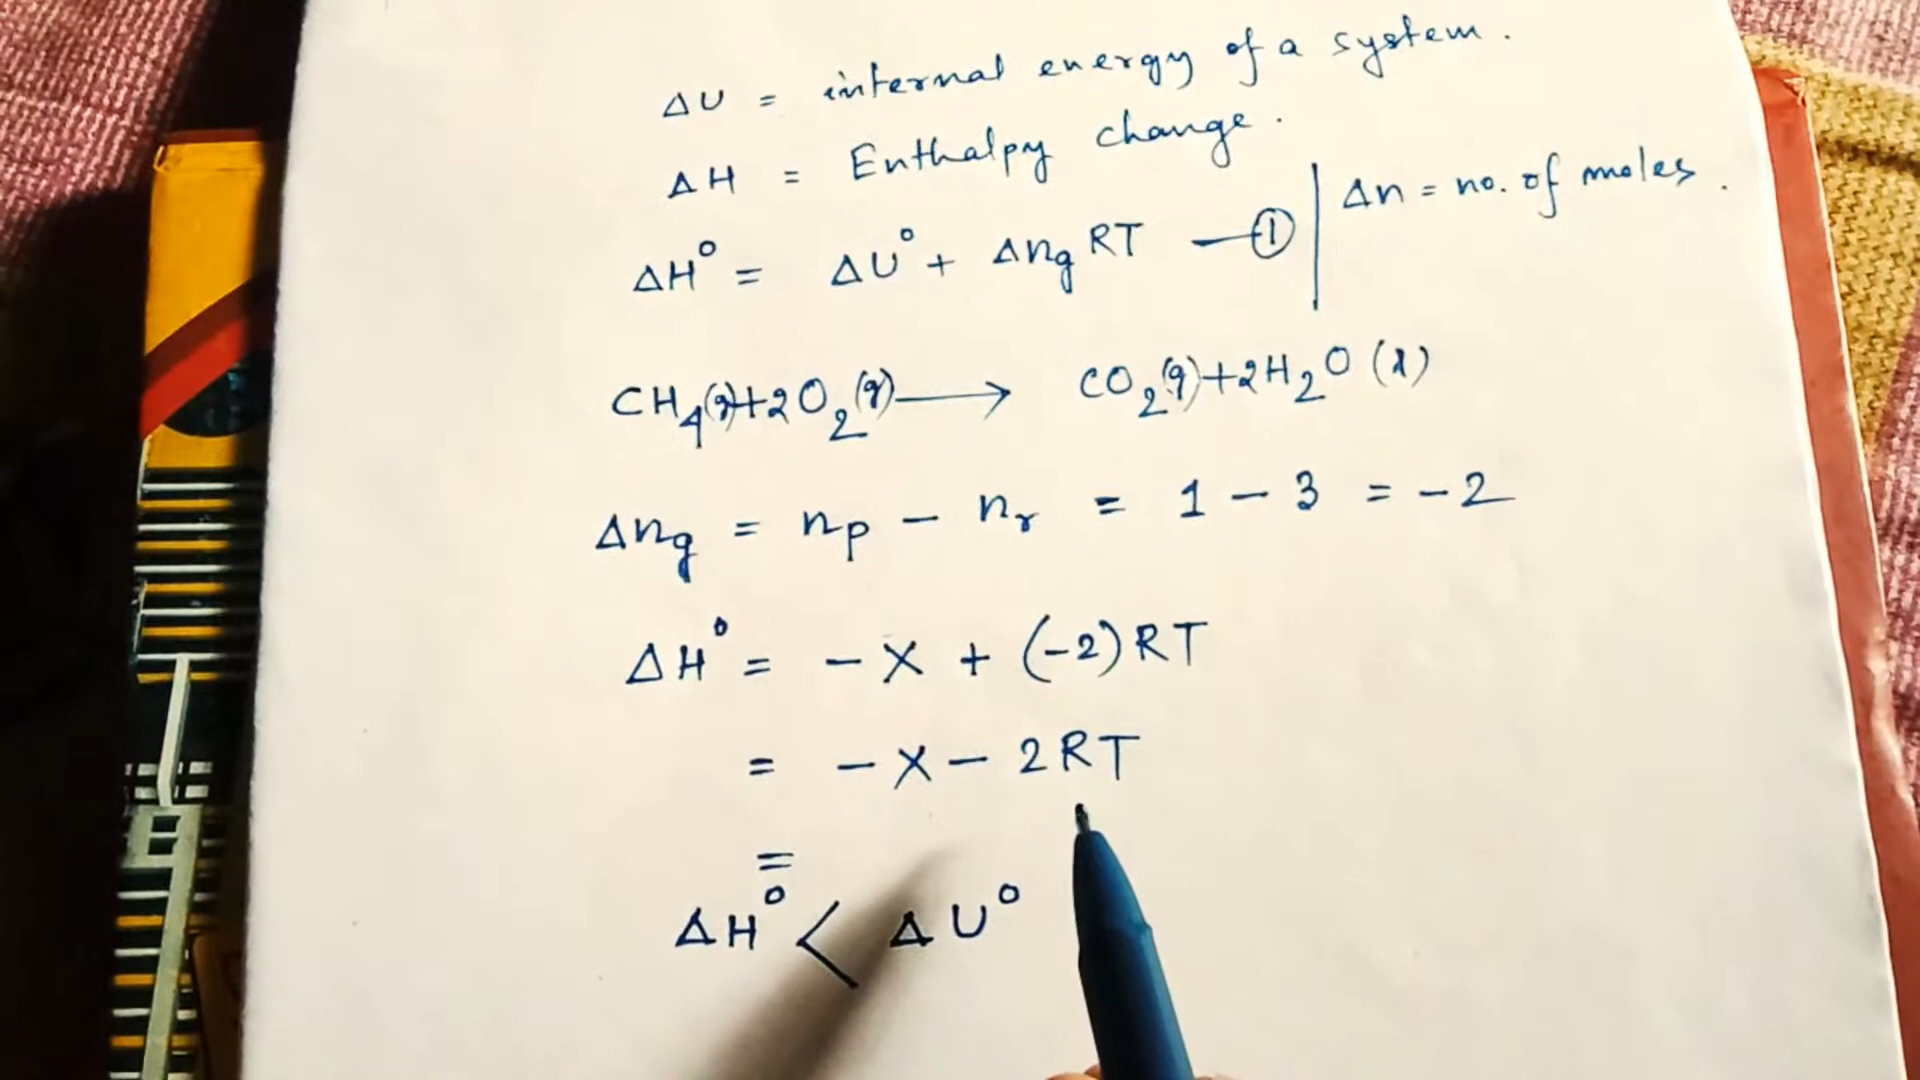 ΔU = internal energy of a system.
ΔH = Enthalpy change.
ΔH° = ΔU° + Δng RT —① | Δn = no. of moles.
CH₄(g)+2O₂(g) ⟶ CO₂(g)+2H₂O(l)
Δng = np − nr = 1 − 3 = −2
ΔH° = −X + (−2)RT
= −X − 2RT
=
ΔH° < ΔU°